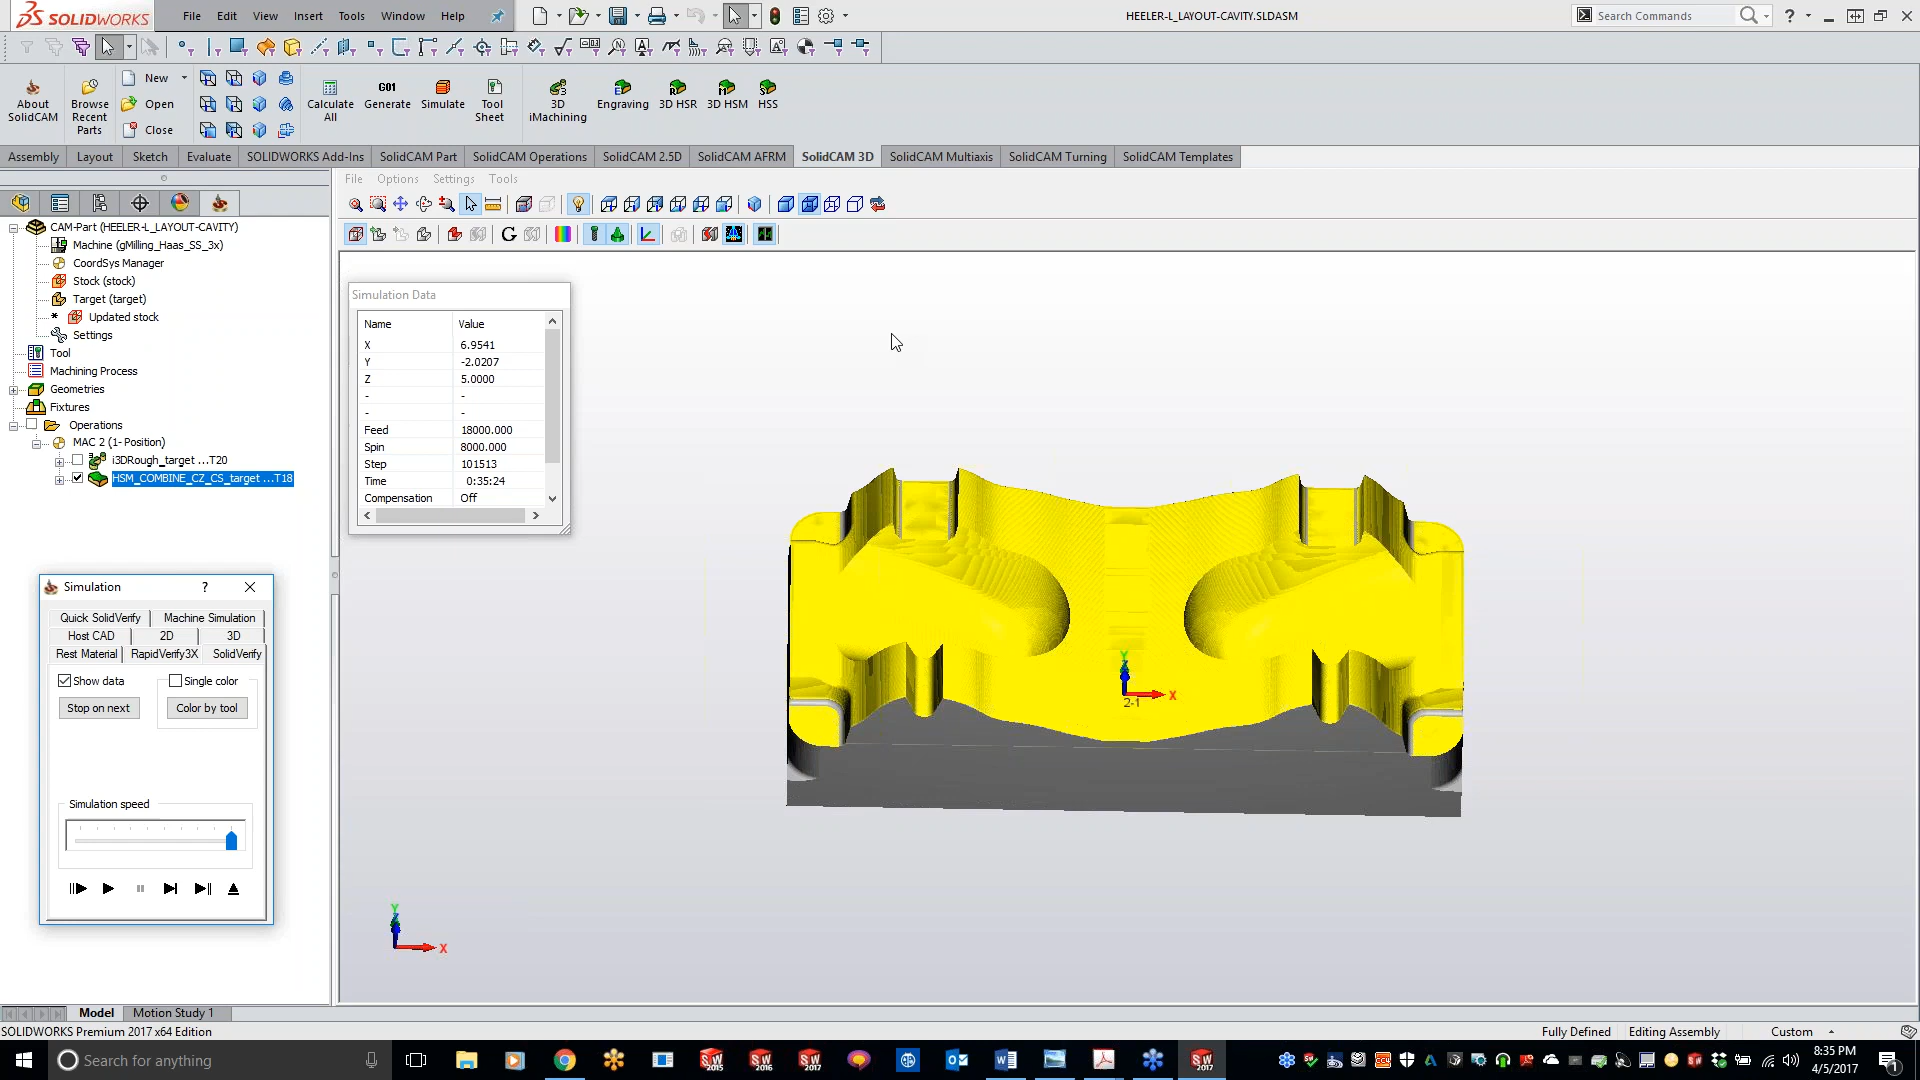 SOLIDWORKS File Edit View Insert Tools Window Help HEELER-L_LAYOUT-CAVITY.SLDASM Search Commands ?
About SolidCAM
Browse Recent Parts
New
Open
Close
Calculate All
G01 Generate
Simulate
Tool Sheet
3D iMachining
Engraving
3D HSR
3D HSM
HSS
Assembly Layout Sketch Evaluate SOLIDWORKS Add-Ins SolidCAM Part SolidCAM Operations SolidCAM 2.5D SolidCAM AFRM SolidCAM 3D SolidCAM Multiaxis SolidCAM Turning SolidCAM Templates
File Options Settings Tools
CAM-Part (HEELER-L_LAYOUT-CAVITY)
Machine (gMilling_Haas_SS_3x)
CoordSys Manager
Stock (stock)
Target (target)
* Updated stock
Settings
Tool
Machining Process
Geometries
Fixtures
Operations
MAC 2 (1- Position)
i3DRough_target ...T20
HSM_COMBINE_CZ_CS_target ...T18
Simulation Data
Name Value
X 6.9541
Y -2.0207
Z 5.0000
- -
- -
Feed 18000.000
Spin 8000.000
Step 101513
Time 0:35:24
Compensation Off
Simulation ?
Quick SolidVerify Machine Simulation
Host CAD 2D 3D
Rest Material RapidVerify3X SolidVerify
Show data Single color
Stop on next Color by tool
Simulation speed
Y
X
2-1
Y
X
Model Motion Study 1
SOLIDWORKS Premium 2017 x64 Edition Fully Defined Editing Assembly Custom
Search for anything
8:35 PM
4/5/2017